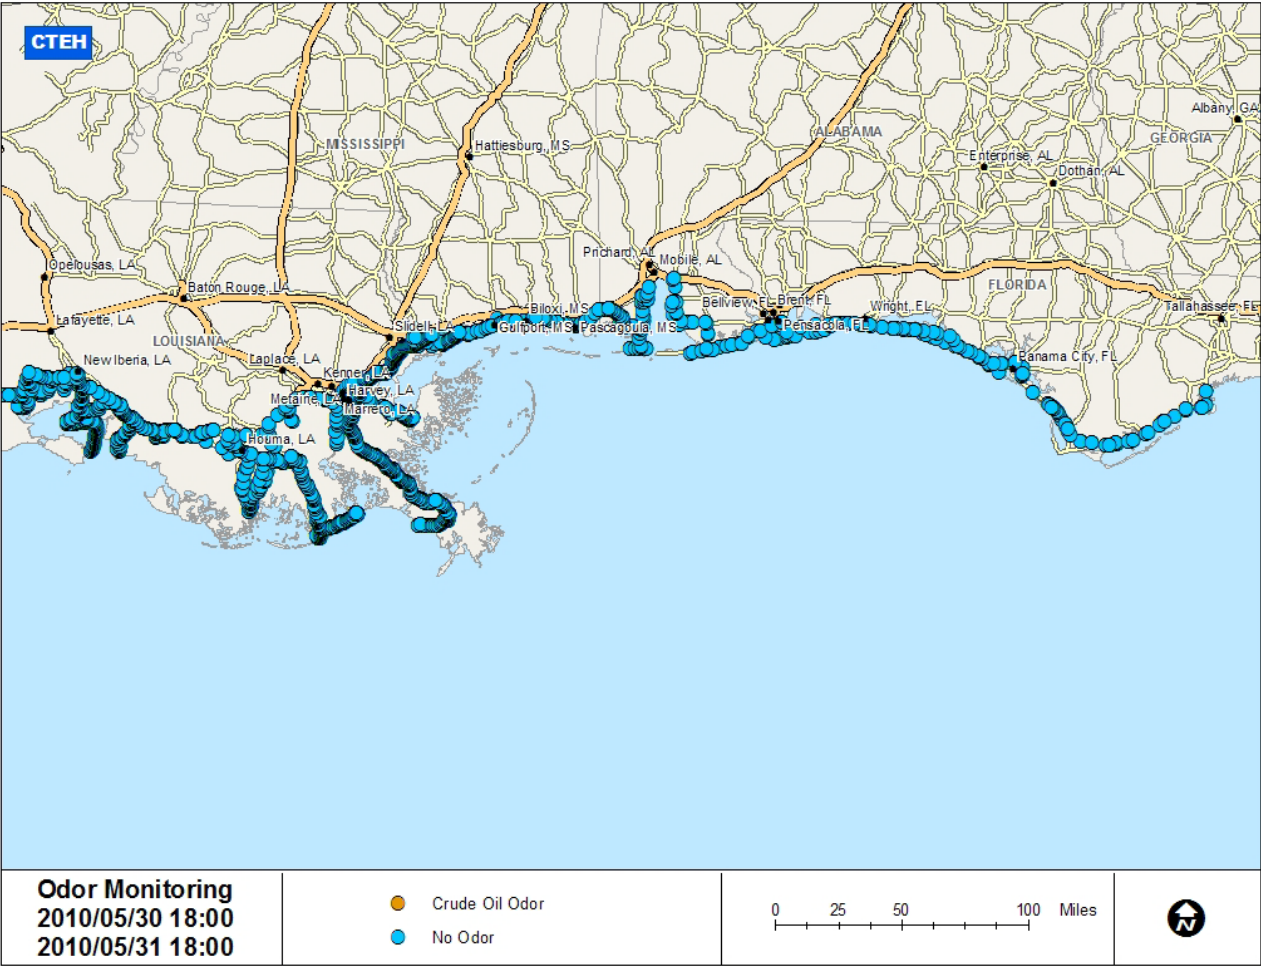 CTEH
Albany, GA
MISSISSIPPI
Hattiesburg, MS
ALABAMA
GEORGIA
Enterprise, AL
Dothan, AL
Prichard, AL
Mobile, AL
Opelousas, LA
Baton Rouge, LA
FLORIDA
Bellview, FL
Brent, FL
Wright, FL
Tallahassee, FL
Biloxi, MS
Lafayette, LA
Slidell, LA
Gulfport, MS
Pascagoula, MS
Pensacola, FL
LOUISIANA
New Iberia, LA
Laplace, LA
Panama City, FL
Kenner, LA
Harvey, LA
Metairie, LA
Marrero, LA
Houma, LA
Odor Monitoring
2010/05/30 18:00
2010/05/31 18:00
Crude Oil Odor
No Odor
0 25 50 100 Miles
N